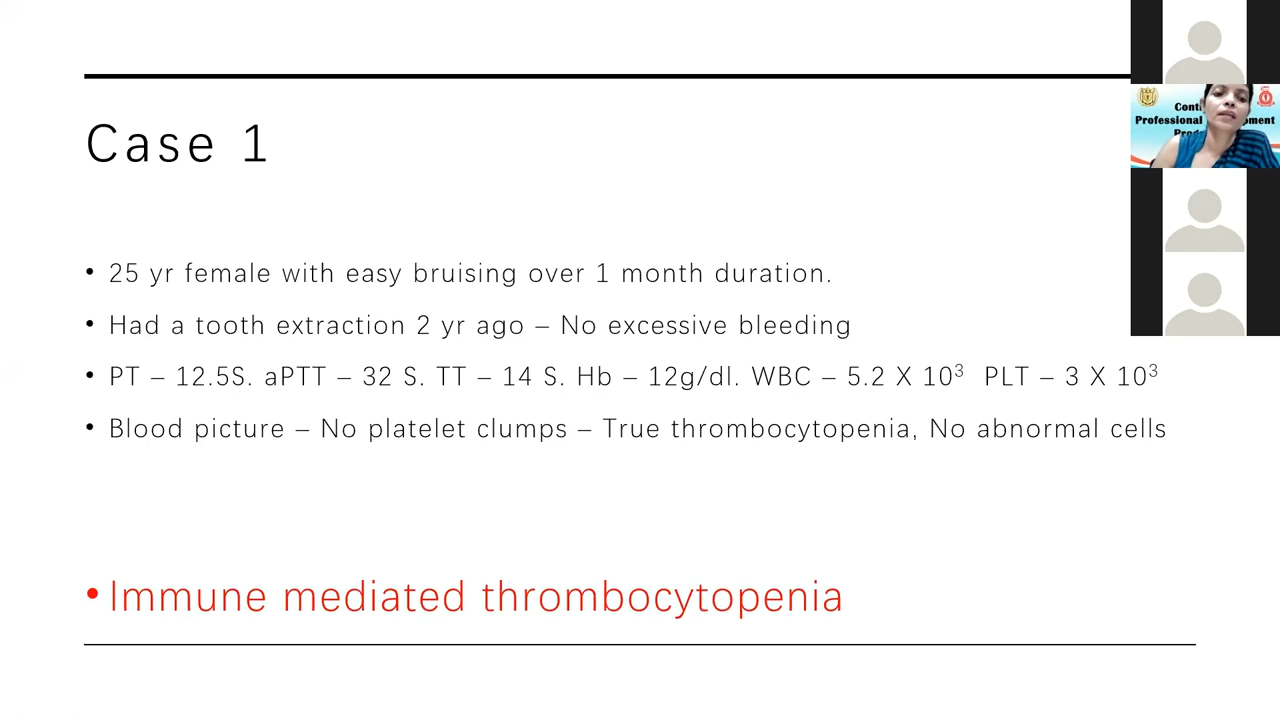 Case 1
• 25 yr female with easy bruising over 1 month duration.
• Had a tooth extraction 2 yr ago – No excessive bleeding
• PT – 12.5S. aPTT – 32 S. TT – 14 S. Hb – 12g/dl. WBC – 5.2 X 10³ PLT – 3 X 10³
• Blood picture – No platelet clumps – True thrombocytopenia, No abnormal cells
• Immune mediated thrombocytopenia
Professional